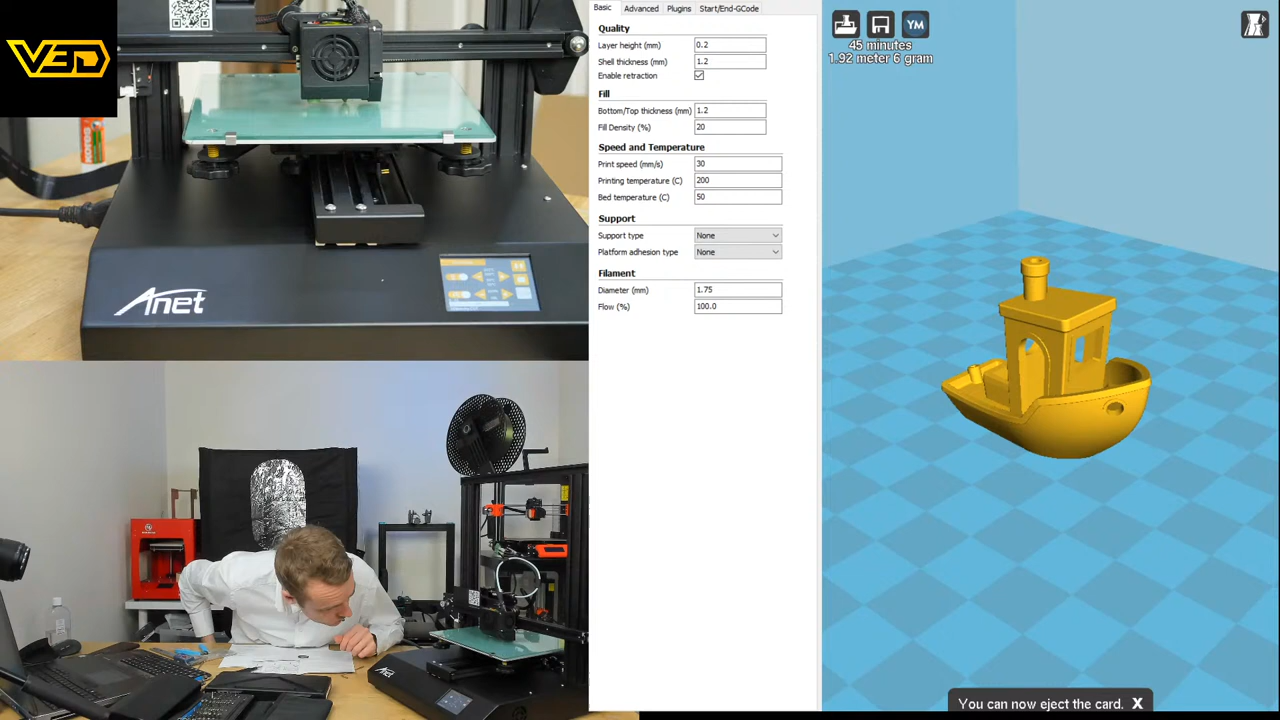 V3D
Anet
Basic
Advanced
Plugins
Start/End-GCode
Quality
Layer height (mm) 0.2
Shell thickness (mm) 1.2
Enable retraction
Fill
Bottom/Top thickness (mm) 1.2
Fill Density (%) 20
Speed and Temperature
Print speed (mm/s) 30
Printing temperature (C) 200
Bed temperature (C) 50
Support
Support type None
Platform adhesion type None
Filament
Diameter (mm) 1.75
Flow (%) 100.0
YM
45 minutes
1.92 meter 6 gram
You can now eject the card. X
Anet